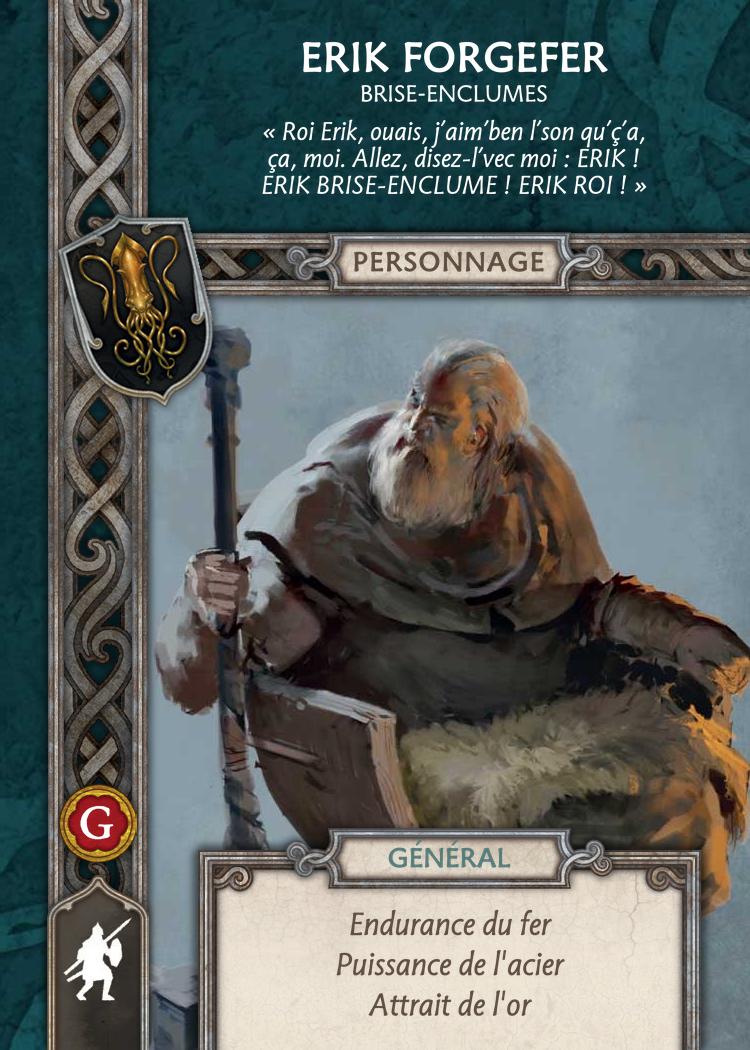 ERIK FORGEFER
BRISE-ENCLUMES
« Roi Erik, ouais, j'aim'ben l'son qu'ç'a,
ça, moi. Allez, disez-l'vec moi : ERIK !
ERIK BRISE-ENCLUME ! ERIK ROI ! »
PERSONNAGE
G
GÉNÉRAL
Endurance du fer
Puissance de l'acier
Attrait de l'or